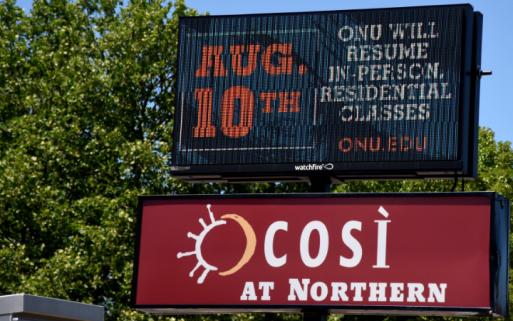 AUG.
10TH
ONU WILL
RESUME
IN-PERSON,
RESIDENTIAL
CLASSES
ONU.EDU
watchfire
COSÌ
AT NORTHERN